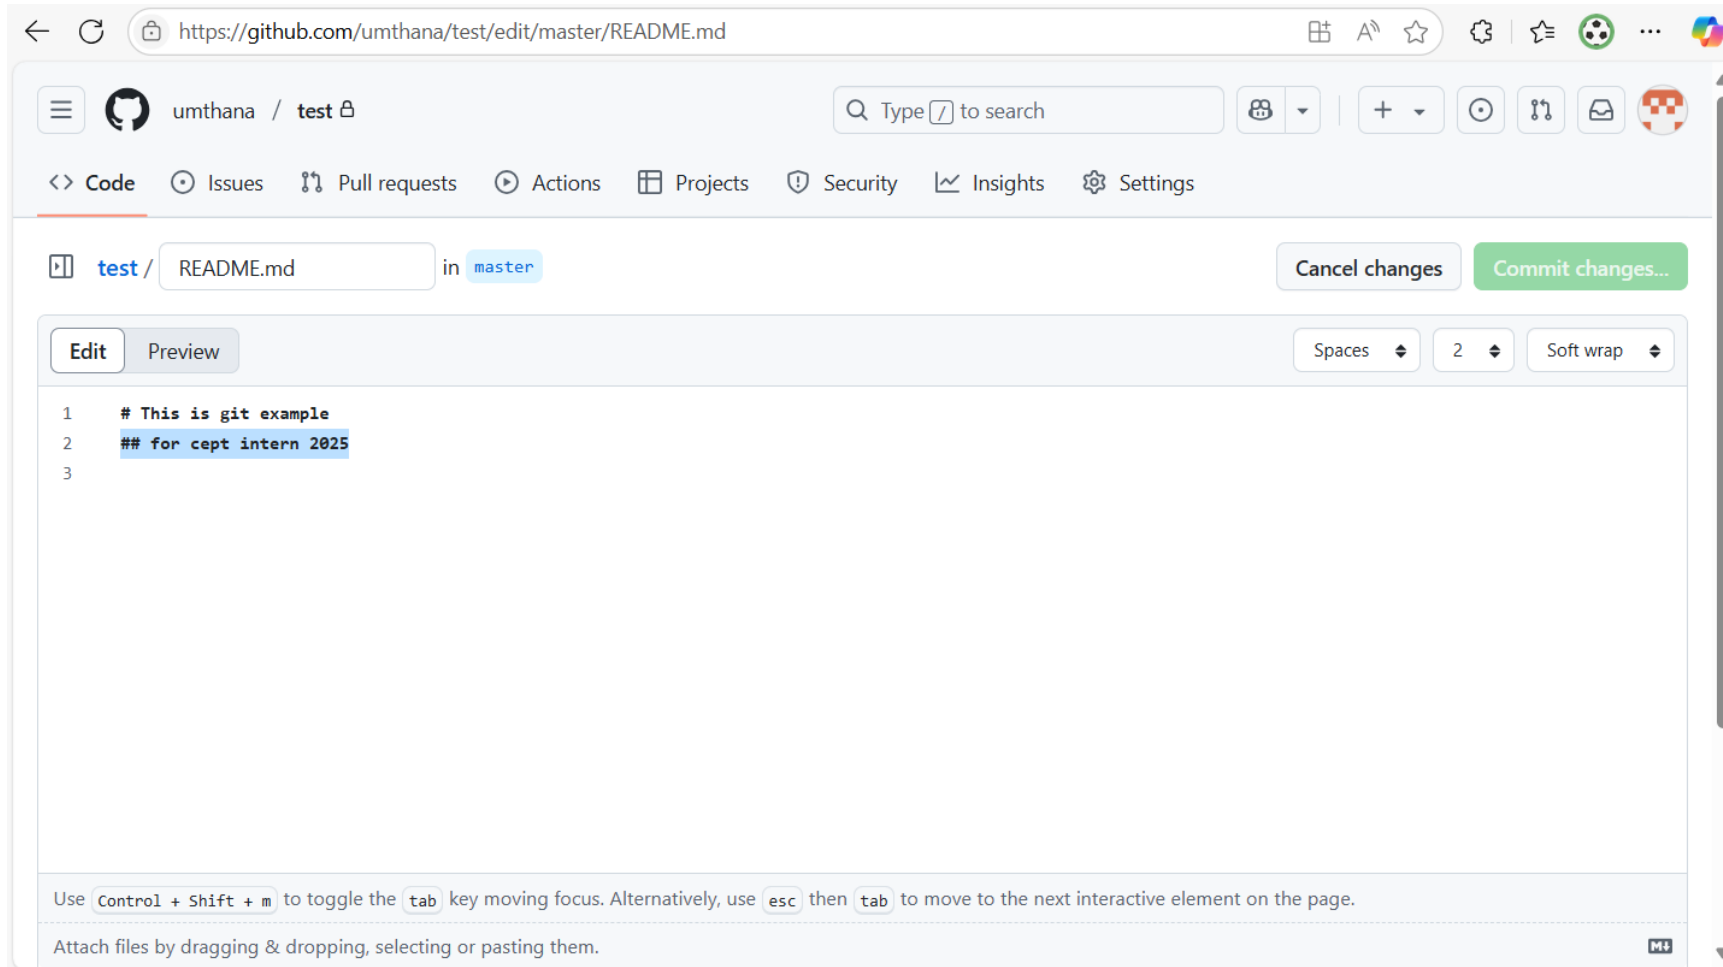 https://github.com/umthana/test/edit/master/README.md
umthana / test
Type / to search
Code Issues Pull requests Actions Projects Security Insights Settings
test / README.md in master
Cancel changes Commit changes...
Edit Preview
Spaces 2 Soft wrap
1 # This is git example
2 ## for cept intern 2025
3
Use Control + Shift + m to toggle the tab key moving focus. Alternatively, use esc then tab to move to the next interactive element on the page.
Attach files by dragging & dropping, selecting or pasting them.